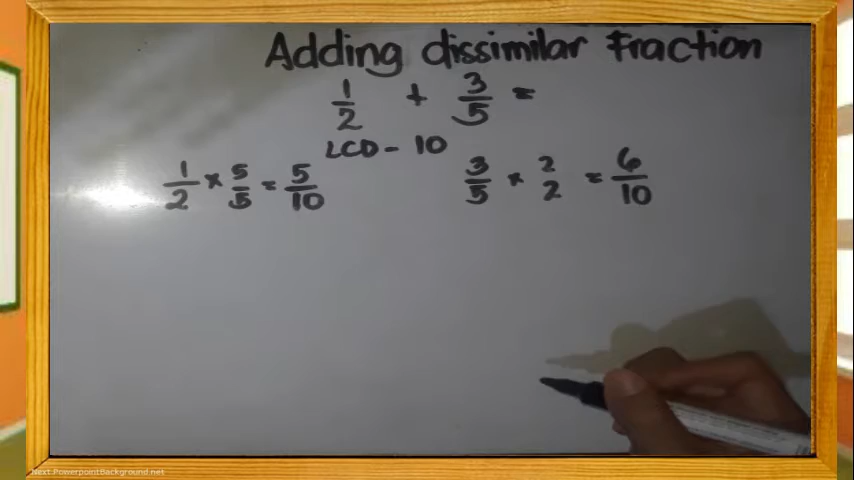 Adding dissimilar Fraction
1/2 + 3/5 =
LCD - 10
1/2 × 5/5 = 5/10 3/5 × 2/2 = 6/10
Next.PowerpointBackground.net